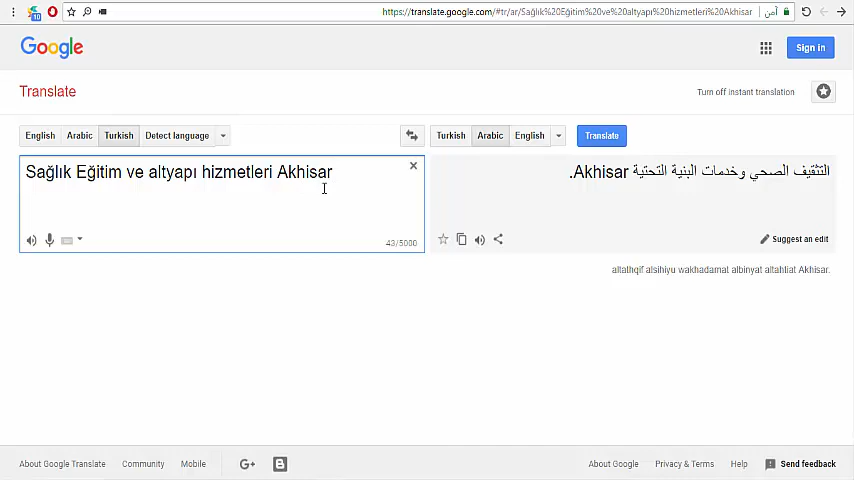 10
https://translate.google.com/#tr/ar/Sağlık%20Eğitim%20ve%20altyapı%20hizmetleri%20Akhisar
آمن
Google
Sign in
Translate
Turn off instant translation
English Arabic Turkish Detect language
Turkish Arabic English Translate
Sağlık Eğitim ve altyapı hizmetleri Akhisar
التثقيف الصحي وخدمات البنية التحتية Akhisar.
43/5000
Suggest an edit
altathqif alsihiyu wakhadamat albinyat altahtiat Akhisar.
About Google Translate Community Mobile G+ B About Google Privacy & Terms Help Send feedback